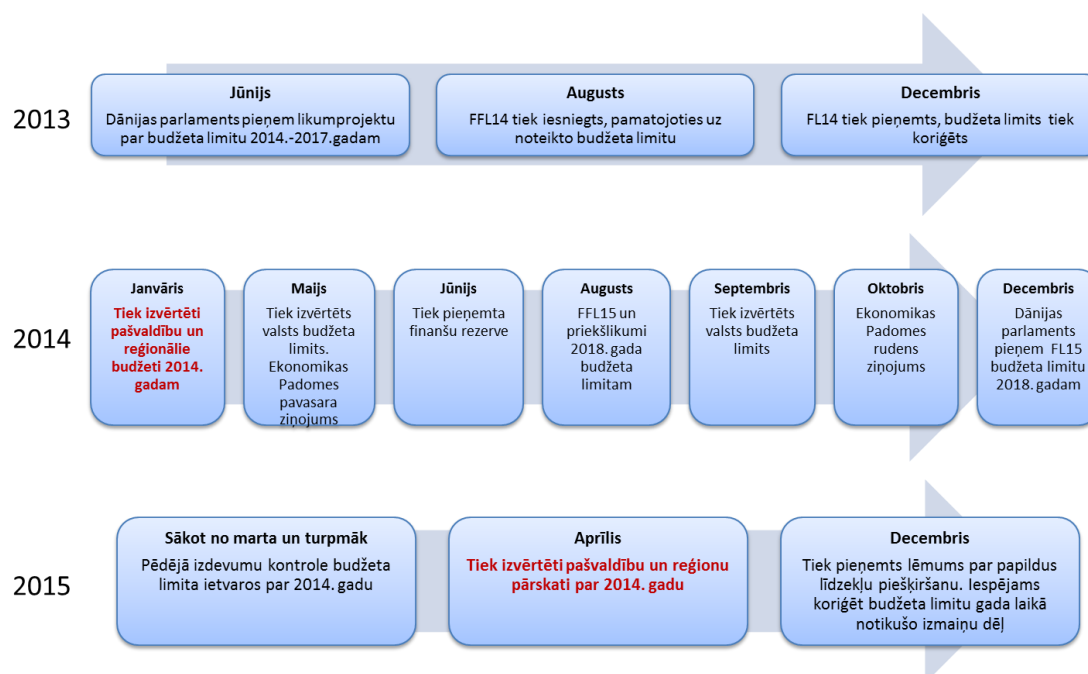 2013
Jūnijs
Dānijas parlaments pieņem likumprojektu
par budžeta limitu 2014.-2017.gadam
Augusts
FFL14 tiek iesniegts, pamatojoties uz
noteikto budžeta limitu
Decembris
FL14 tiek pieņemts, budžeta limits tiek
koriģēts
2014
Janvāris
Tiek izvērtēti
pašvaldību un
reģionālie
budžeti 2014.
gadam
Maijs
Tiek izvērtēts
valsts budžeta
limits.
Ekonomikas
Padomes
pavasara
ziņojums
Jūnijs
Tiek pieņemta
finanšu rezerve
Augusts
FFL15 un
priekšlikumi
2018. gada
budžeta
limitam
Septembris
Tiek izvērtēts
valsts budžeta
limits
Oktobris
Ekonomikas
Padomes
rudens
ziņojums
Decembris
Dānijas
parlaments
pieņem FL15
budžeta limitu
2018. gadam
2015
Sākot no marta un turpmāk
Pēdējā izdevumu kontrole budžeta
limita ietvaros par 2014. gadu
Aprīlis
Tiek izvērtēti pašvaldību un reģionu
pārskati par 2014. gadu
Decembris
Tiek pieņemts lēmums par papildus
līdzekļu piešķiršanu. Iespējams
koriģēt budžeta limitu gada laikā
notikušo izmaiņu dēļ